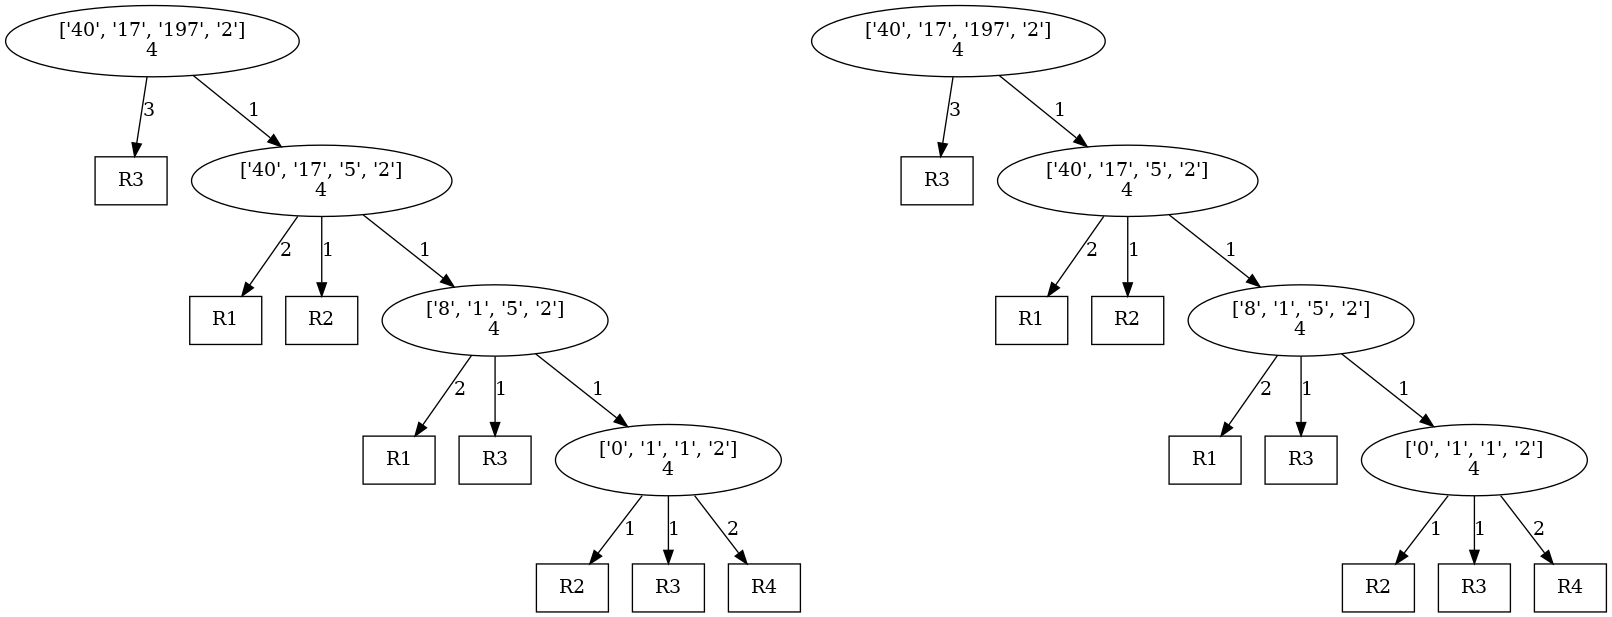 ['40', '17', '197', '2']
4
['40', '17', '197', '2']
4
3
1
3
1
R3
['40', '17', '5', '2']
4
R3
['40', '17', '5', '2']
4
2
1
1
2
1
1
R1
R2
['8', '1', '5', '2']
4
R1
R2
['8', '1', '5', '2']
4
2
1
1
2
1
1
R1
R3
['0', '1', '1', '2']
4
R1
R3
['0', '1', '1', '2']
4
1
1
2
1
1
2
R2
R3
R4
R2
R3
R4